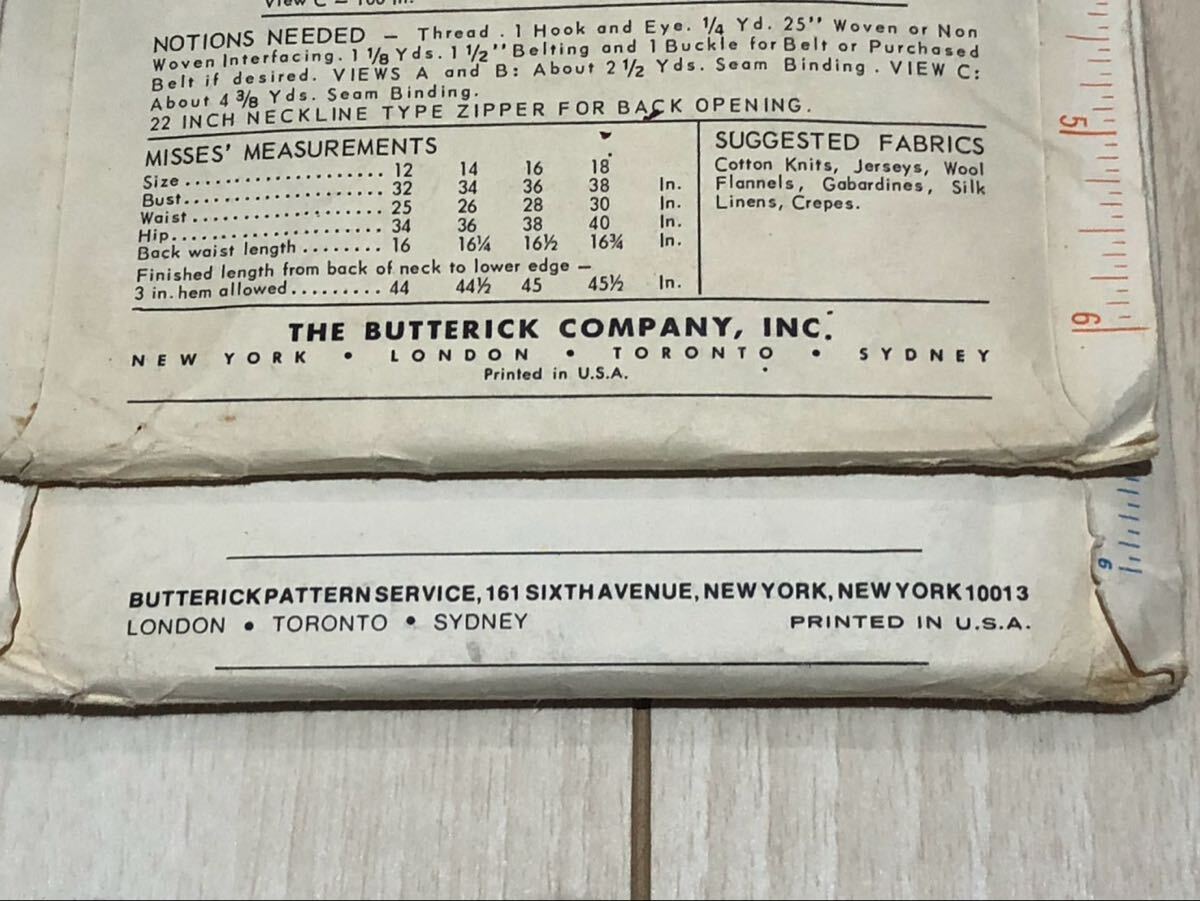 View C — 100 in.
NOTIONS NEEDED — Thread. 1 Hook and Eye. 1/4 Yd. 25" Woven or Non
Woven Interfacing. 1 1/8 Yds. 1 1/2" Belting and 1 Buckle for Belt or Purchased
Belt if desired. VIEWS A and B: About 2 1/2 Yds. Seam Binding. VIEW C:
About 4 3/8 Yds. Seam Binding.
22 INCH NECKLINE TYPE ZIPPER FOR BACK OPENING.
MISSES' MEASUREMENTS
Size .......................... 12 14 16 18
Bust .......................... 32 34 36 38 In.
Waist ......................... 25 26 28 30 In.
Hip ........................... 34 36 38 40 In.
Back waist length ........ 16 16¼ 16½ 16¾ In.
Finished length from back of neck to lower edge —
3 in. hem allowed ......... 44 44½ 45 45½ In.
SUGGESTED FABRICS
Cotton Knits, Jerseys, Wool
Flannels, Gabardines, Silk
Linens, Crepes.
5
6
THE BUTTERICK COMPANY, INC.
NEW YORK • LONDON • TORONTO • SYDNEY
Printed in U.S.A.
6
BUTTERICK PATTERN SERVICE, 161 SIXTH AVENUE, NEW YORK, NEW YORK 10013
LONDON • TORONTO • SYDNEY PRINTED IN U.S.A.